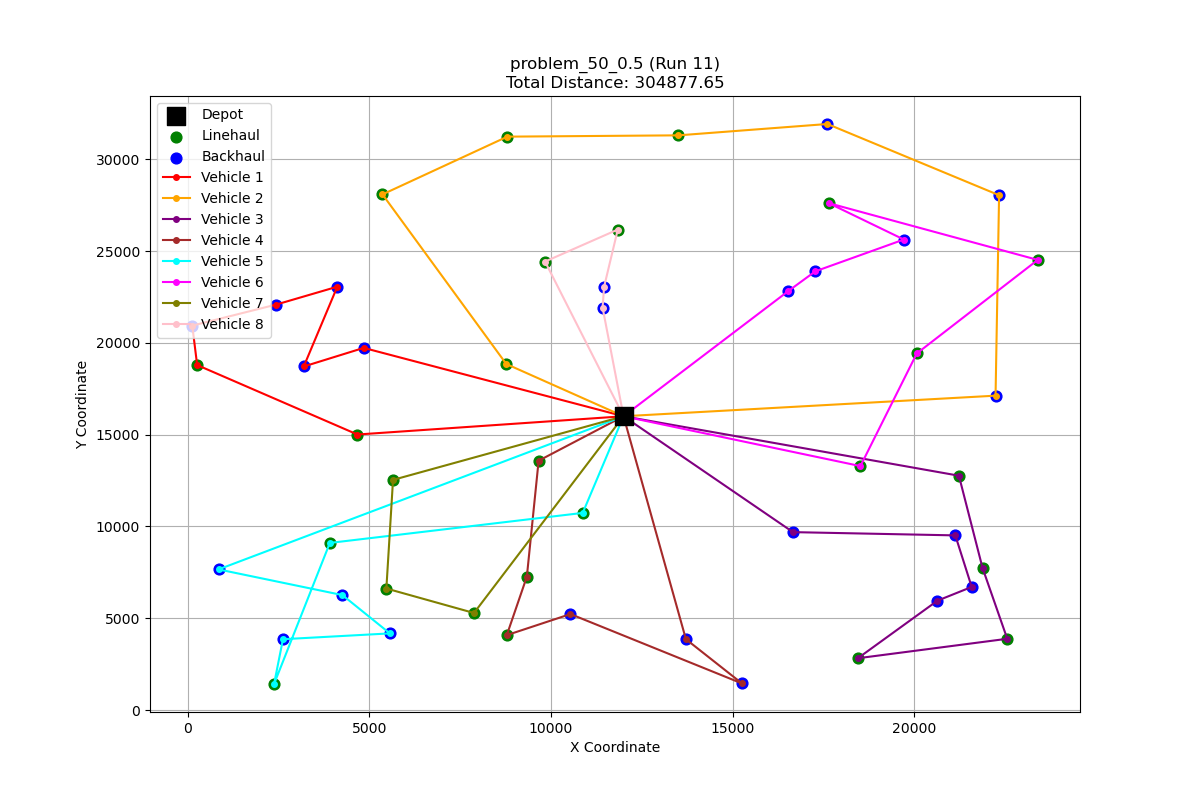 problem_50_0.5 (Run 11)
Total Distance: 304877.65
Depot
Linehaul
Backhaul
Vehicle 1
Vehicle 2
Vehicle 3
Vehicle 4
Vehicle 5
Vehicle 6
Vehicle 7
Vehicle 8
30000
25000
20000
15000
10000
5000
0
Y Coordinate
0 5000 10000 15000 20000
X Coordinate